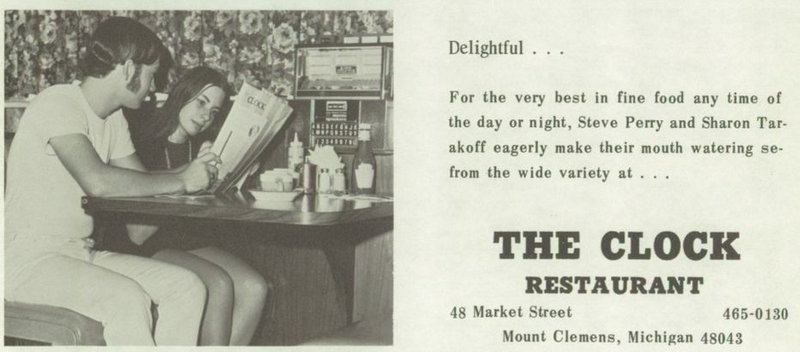 CLOCK
Delightful . . .
For the very best in fine food any time of
the day or night, Steve Perry and Sharon Tar-
akoff eagerly make their mouth watering se-
from the wide variety at . . .
THE CLOCK
RESTAURANT
48 Market Street 465-0130
Mount Clemens, Michigan 48043